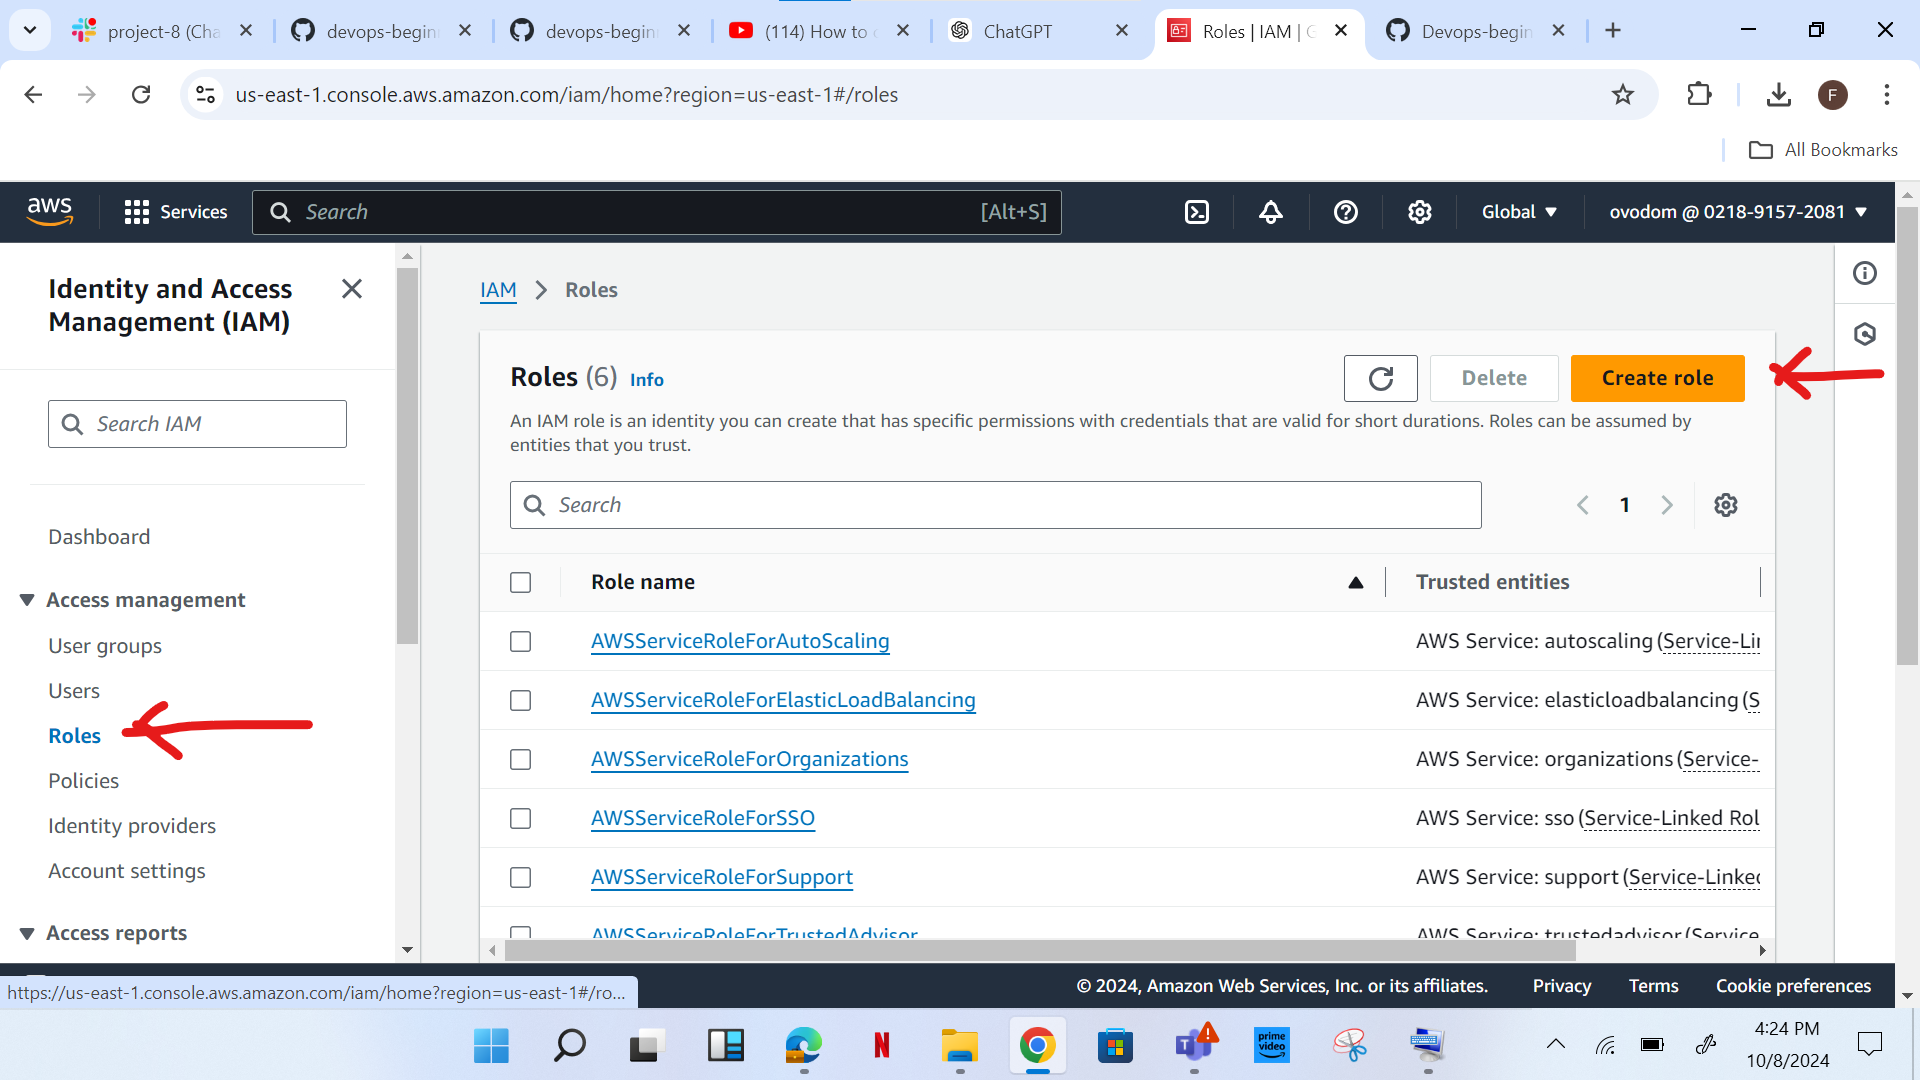 project-8 (Cha
devops-begin
devops-begin
(114) How to
ChatGPT
Roles | IAM | G
Devops-begin
us-east-1.console.aws.amazon.com/iam/home?region=us-east-1#/roles
F
All Bookmarks
aws
Services
Search
[Alt+S]
Global
ovodom @ 0218-9157-2081
Identity and Access
Management (IAM)
Search IAM
Dashboard
Access management
User groups
Users
Roles
Policies
Identity providers
Account settings
Access reports
IAM
Roles
Roles (6) Info
Delete
Create role
An IAM role is an identity you can create that has specific permissions with credentials that are valid for short durations. Roles can be assumed by
entities that you trust.
Search
1
Role name
Trusted entities
AWSServiceRoleForAutoScaling
AWS Service: autoscaling (Service-Li
AWSServiceRoleForElasticLoadBalancing
AWS Service: elasticloadbalancing (S
AWSServiceRoleForOrganizations
AWS Service: organizations (Service-
AWSServiceRoleForSSO
AWS Service: sso (Service-Linked Rol
AWSServiceRoleForSupport
AWS Service: support (Service-Linked
AWSServiceRoleForTrustedAdvisor
AWS Service: trustedadvisor (Service
https://us-east-1.console.aws.amazon.com/iam/home?region=us-east-1#/ro...
© 2024, Amazon Web Services, Inc. or its affiliates.
Privacy
Terms
Cookie preferences
N
T
prime
video
4:24 PM
10/8/2024